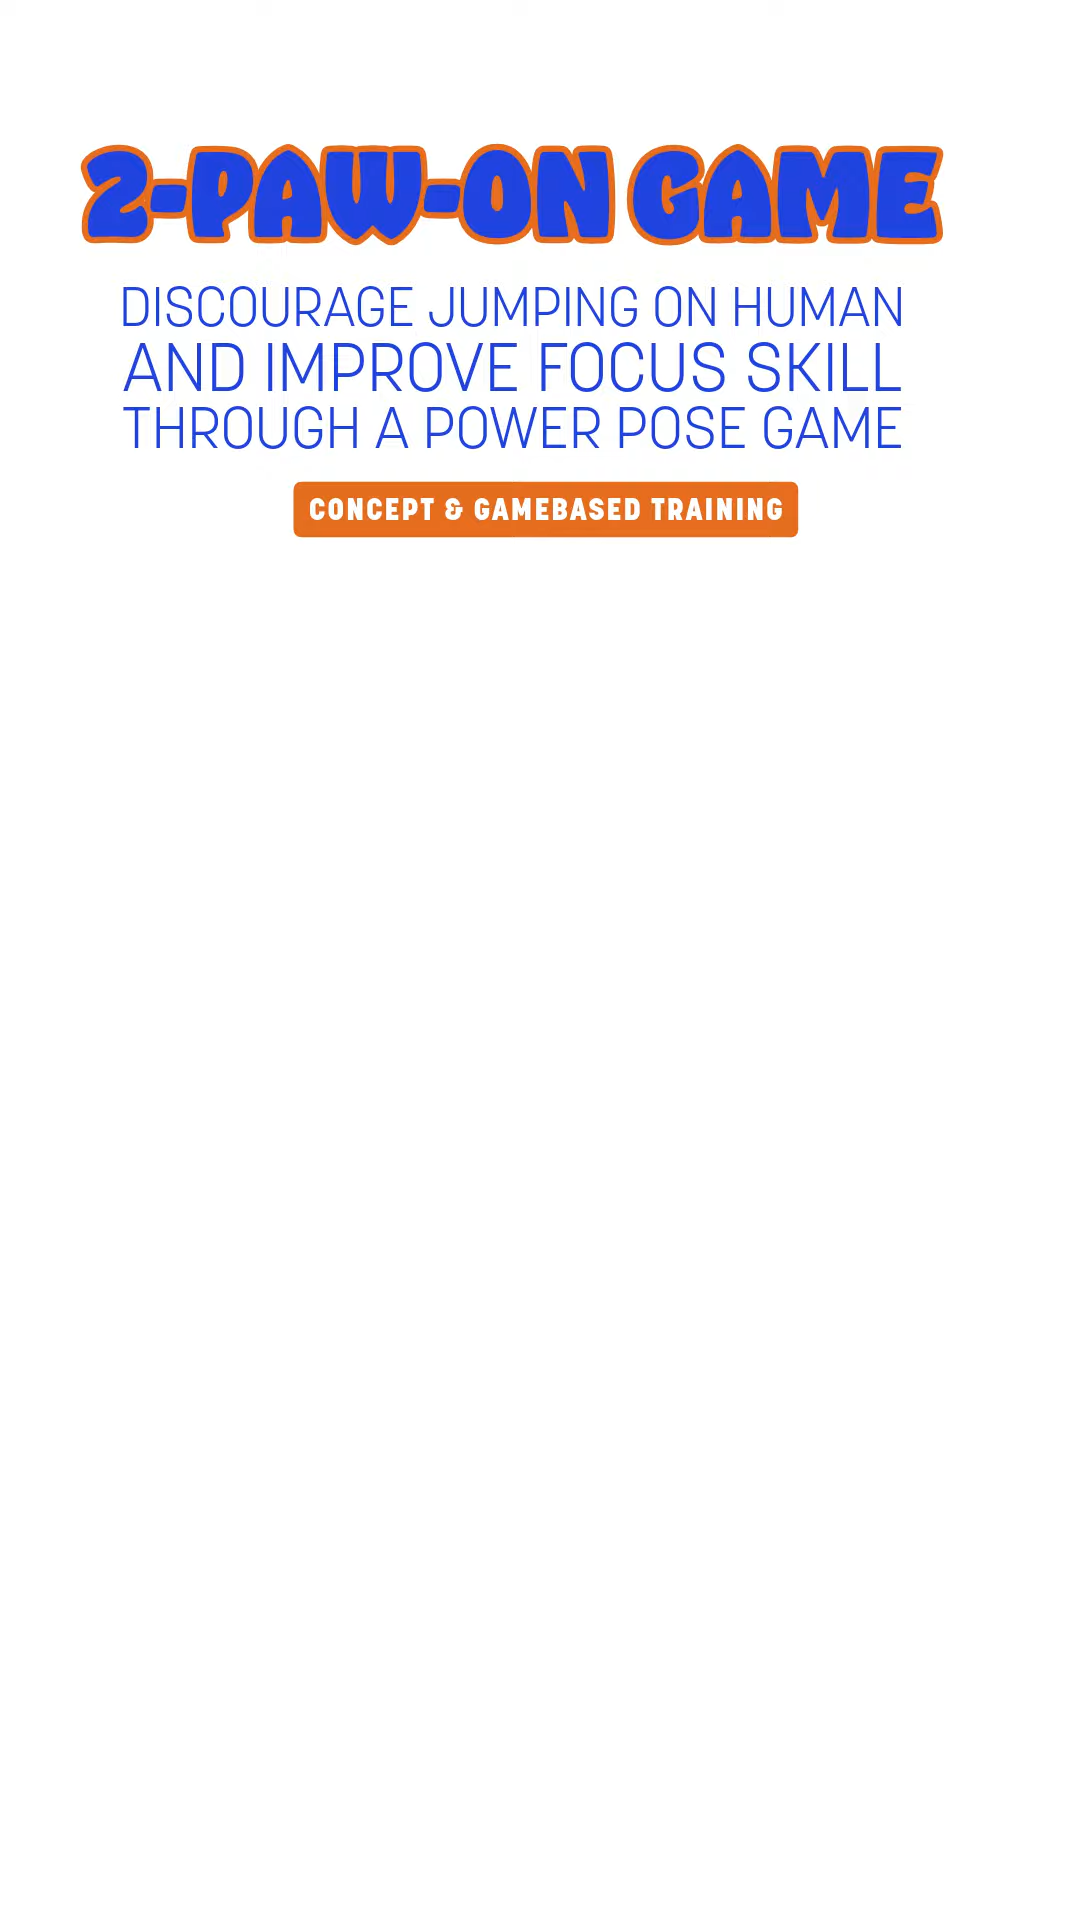 2-PAW-ON GAME
DISCOURAGE JUMPING ON HUMAN
AND IMPROVE FOCUS SKILL
THROUGH A POWER POSE GAME
CONCEPT & GAMEBASED TRAINING